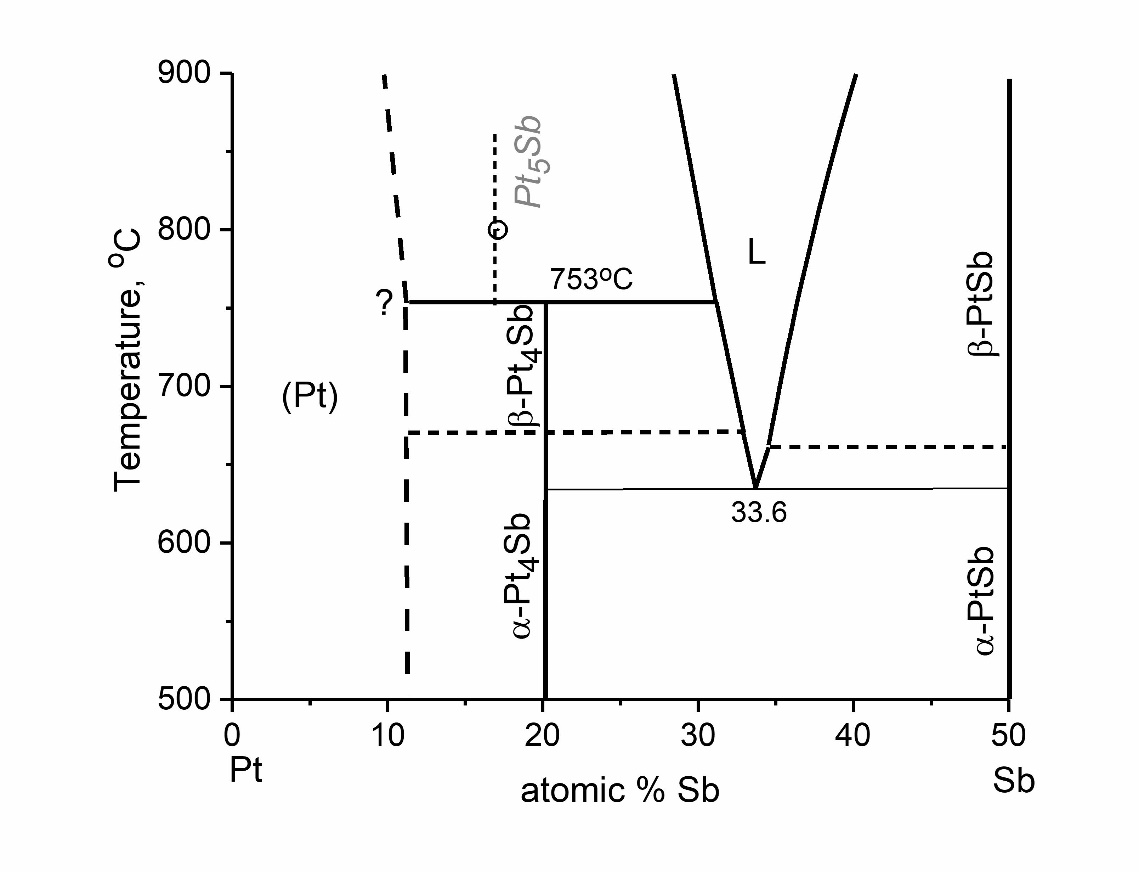 900
800
700
600
500
Temperature, °C
0
10
20
30
40
50
Pt
Sb
atomic % Sb
(Pt)
?
Pt₅Sb
753°C
β-Pt₄Sb
α-Pt₄Sb
L
33.6
β-PtSb
α-PtSb